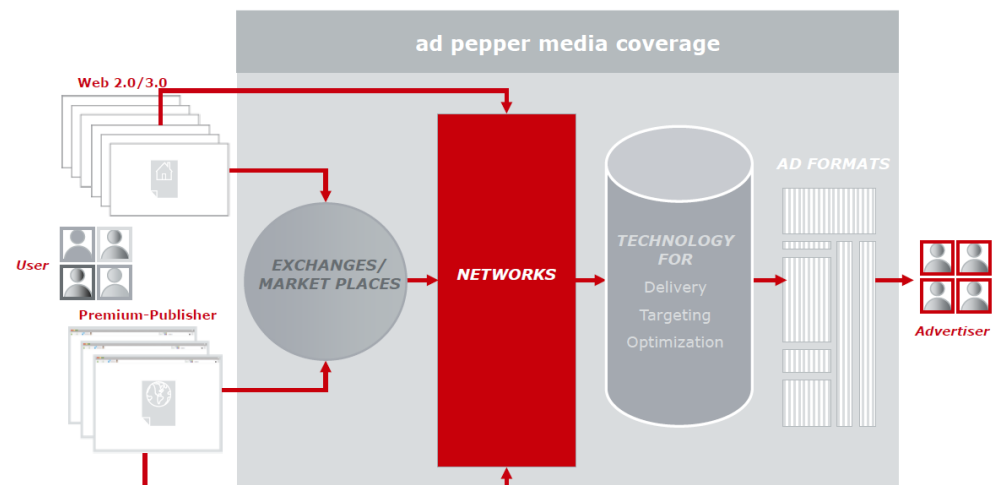 ad pepper media coverage
Web 2.0/3.0
User
Premium-Publisher
EXCHANGES/
MARKET PLACES
NETWORKS
TECHNOLOGY
FOR
Delivery
Targeting
Optimization
AD FORMATS
Advertiser